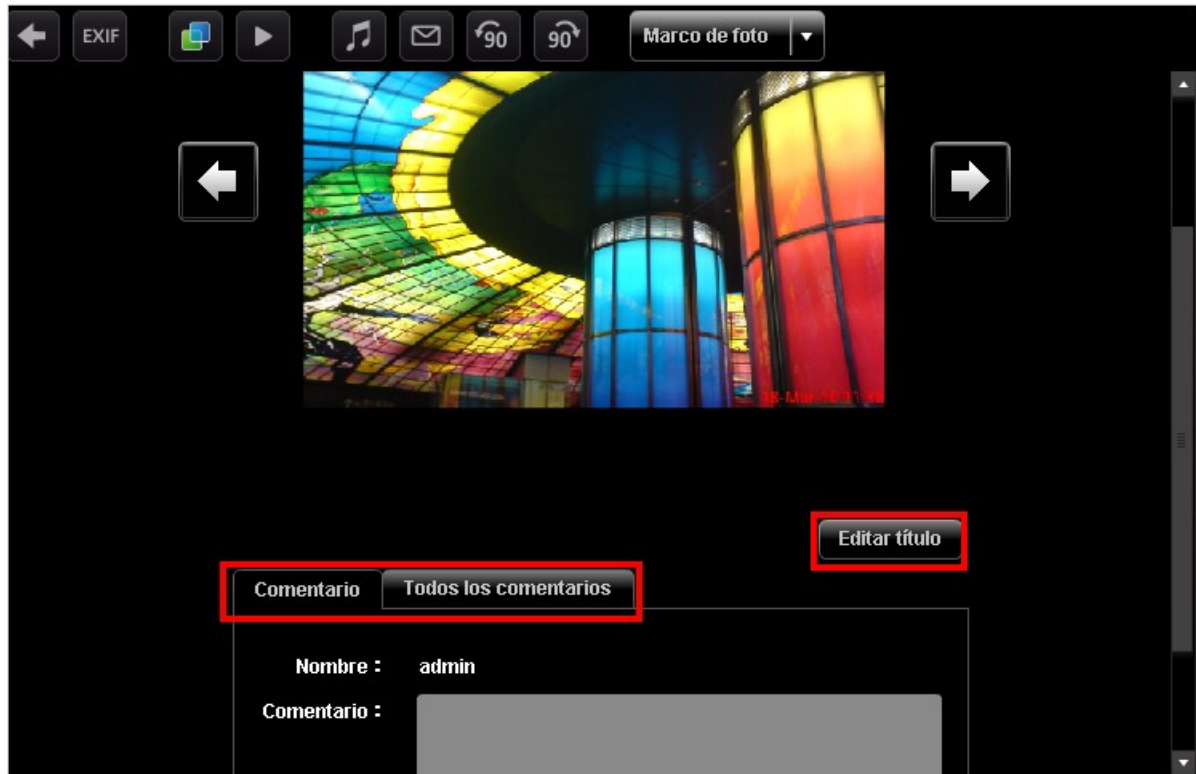 EXIF
90
90
Marco de foto
Editar título
Comentario
Todos los comentarios
Nombre :
admin
Comentario :